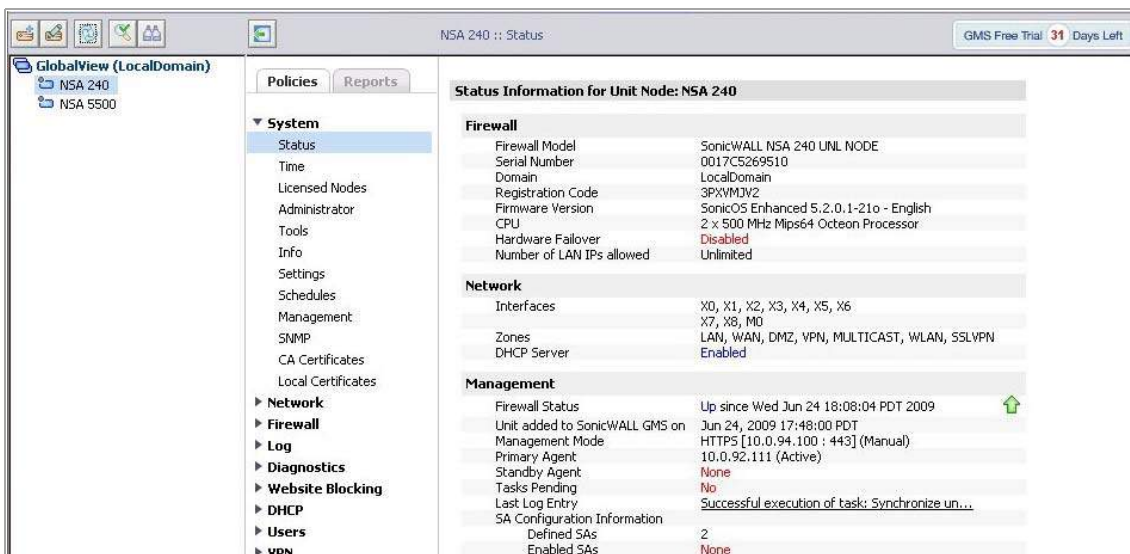 NSA 240 :: Status
GMS Free Trial 31 Days Left
GlobalView (LocalDomain)
NSA 240
NSA 5500
Policies Reports
System
Status
Time
Licensed Nodes
Administrator
Tools
Info
Settings
Schedules
Management
SNMP
CA Certificates
Local Certificates
Network
Firewall
Log
Diagnostics
Website Blocking
DHCP
Users
VPN
Status Information for Unit Node: NSA 240
Firewall
Firewall Model SonicWALL NSA 240 UNL NODE
Serial Number 0017C5269510
Domain LocalDomain
Registration Code 3PXVMJV2
Firmware Version SonicOS Enhanced 5.2.0.1-21o - English
CPU 2 x 500 MHz Mips64 Octeon Processor
Hardware Failover Disabled
Number of LAN IPs allowed Unlimited
Network
Interfaces X0, X1, X2, X3, X4, X5, X6
X7, X8, M0
Zones LAN, WAN, DMZ, VPN, MULTICAST, WLAN, SSLVPN
DHCP Server Enabled
Management
Firewall Status Up since Wed Jun 24 18:08:04 PDT 2009
Unit added to SonicWALL GMS on Jun 24, 2009 17:48:00 PDT
Management Mode HTTPS [10.0.94.100 : 443] (Manual)
Primary Agent 10.0.92.111 (Active)
Standby Agent None
Tasks Pending No
Last Log Entry Successful execution of task: Synchronize un...
SA Configuration Information
Defined SAs 2
Enabled SAs None